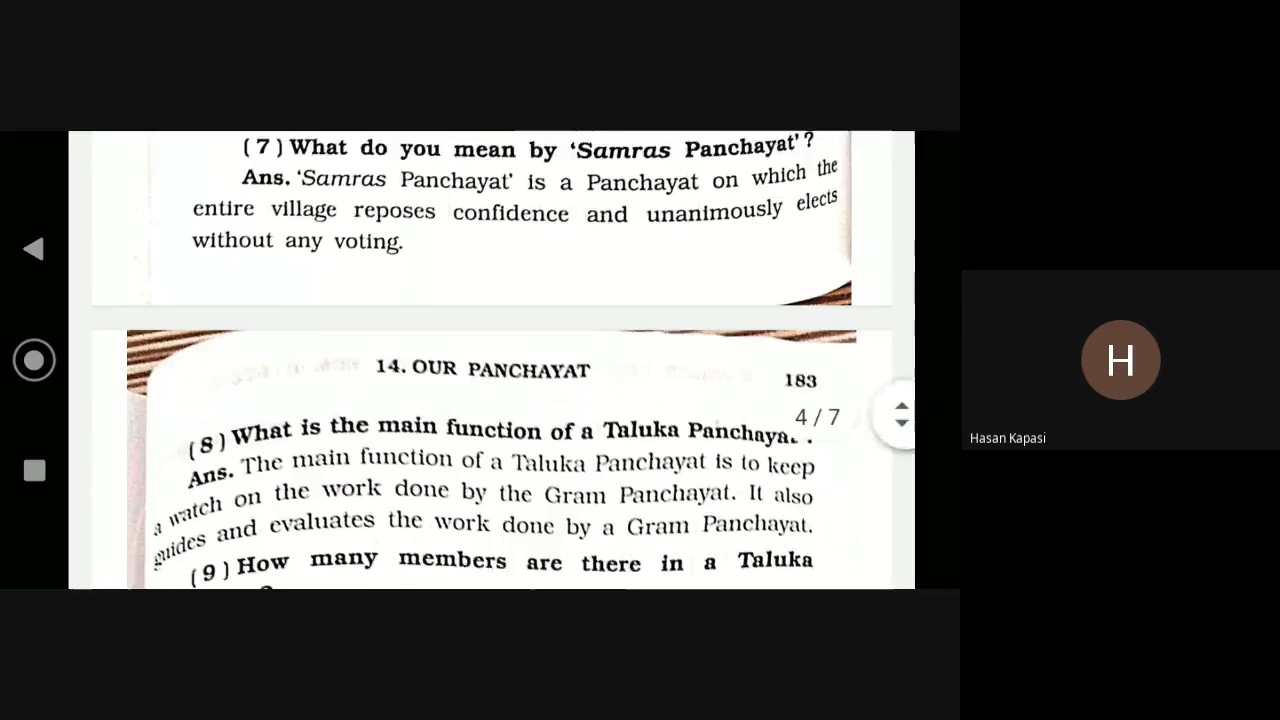 ( 7 ) What do you mean by ‘Samras Panchayat’ ?
Ans. ‘Samras Panchayat’ is a Panchayat on which the
entire village reposes confidence and unanimously elects
without any voting.
14. OUR PANCHAYAT
183
4 / 7
( 8 ) What is the main function of a Taluka
Ans. The main function of a Taluka Panchayat is to keep
a watch on the work done by the Gram Panchayat. It also
guides and evaluates the work done by a Gram Panchayat.
( 9 ) How many members are there in a Taluka
H
Hasan Kapasi